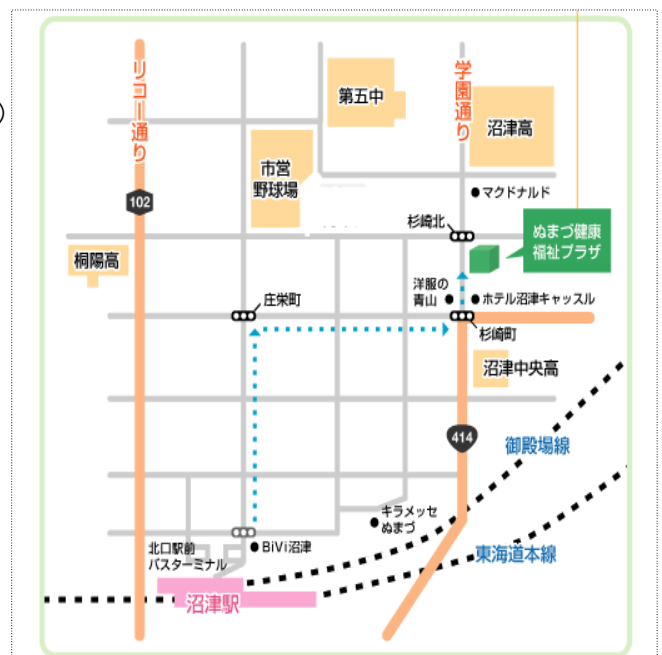 リコー通り
学園通り
第五中
沼津高
市営
野球場
マクドナルド
102
杉崎北
ぬまづ健康
福祉プラザ
桐陽高
洋服の
青山
ホテル沼津キャッスル
庄栄町
杉崎町
沼津中央高
414
御殿場線
キラメッセ
ぬまづ
北口駅前
バスターミナル
BiVi沼津
東海道本線
沼津駅